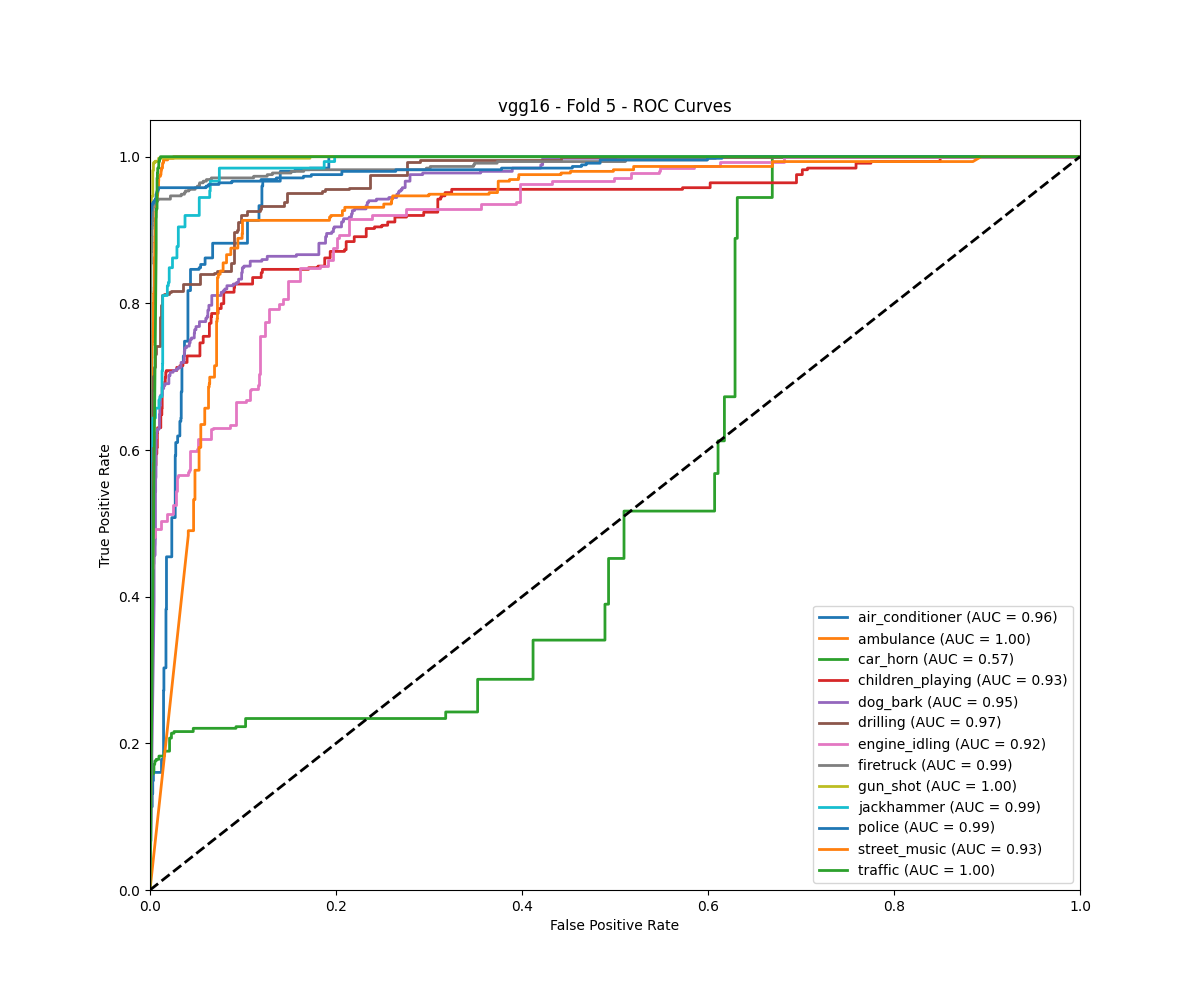 vgg16 - Fold 5 - ROC Curves
True Positive Rate
1.0
0.8
0.6
0.4
0.2
0.0
air_conditioner (AUC = 0.96)
ambulance (AUC = 1.00)
car_horn (AUC = 0.57)
children_playing (AUC = 0.93)
dog_bark (AUC = 0.95)
drilling (AUC = 0.97)
engine_idling (AUC = 0.92)
firetruck (AUC = 0.99)
gun_shot (AUC = 1.00)
jackhammer (AUC = 0.99)
police (AUC = 0.99)
street_music (AUC = 0.93)
traffic (AUC = 1.00)
0.0 0.2 0.4 0.6 0.8 1.0
False Positive Rate